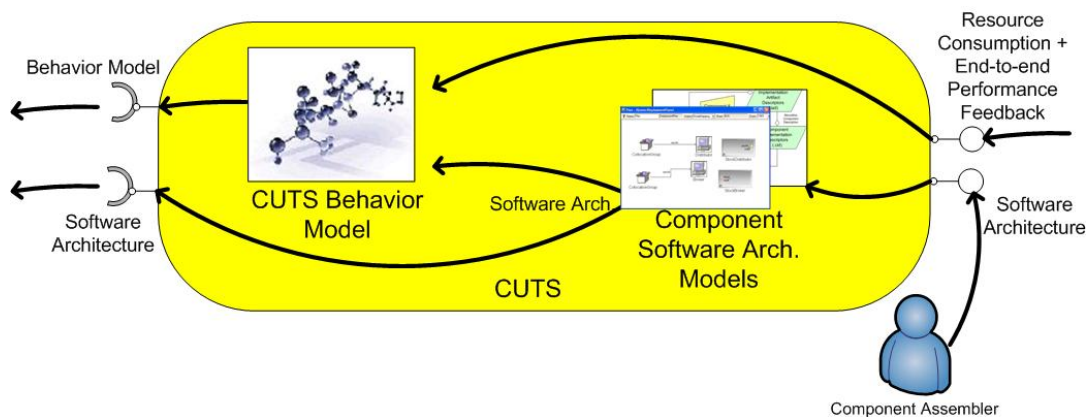 Resource
Consumption +
End-to-end
Performance
Feedback
Behavior Model
Software
Architecture
CUTS Behavior
Model
Software Arch
Component
Software Arch.
Models
CUTS
Software
Architecture
Component Assembler